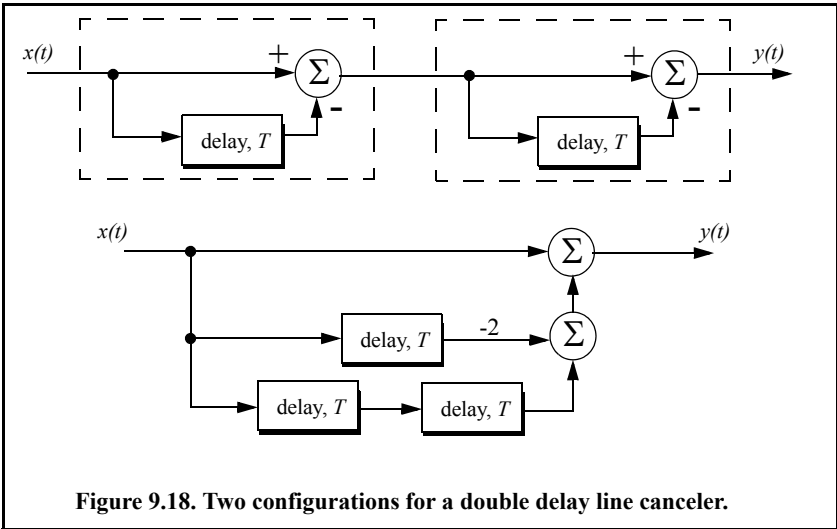 x(t) + Σ + Σ y(t)
- -
delay, T delay, T
x(t) Σ y(t)
delay, T -2 Σ
delay, T delay, T
Figure 9.18. Two configurations for a double delay line canceler.